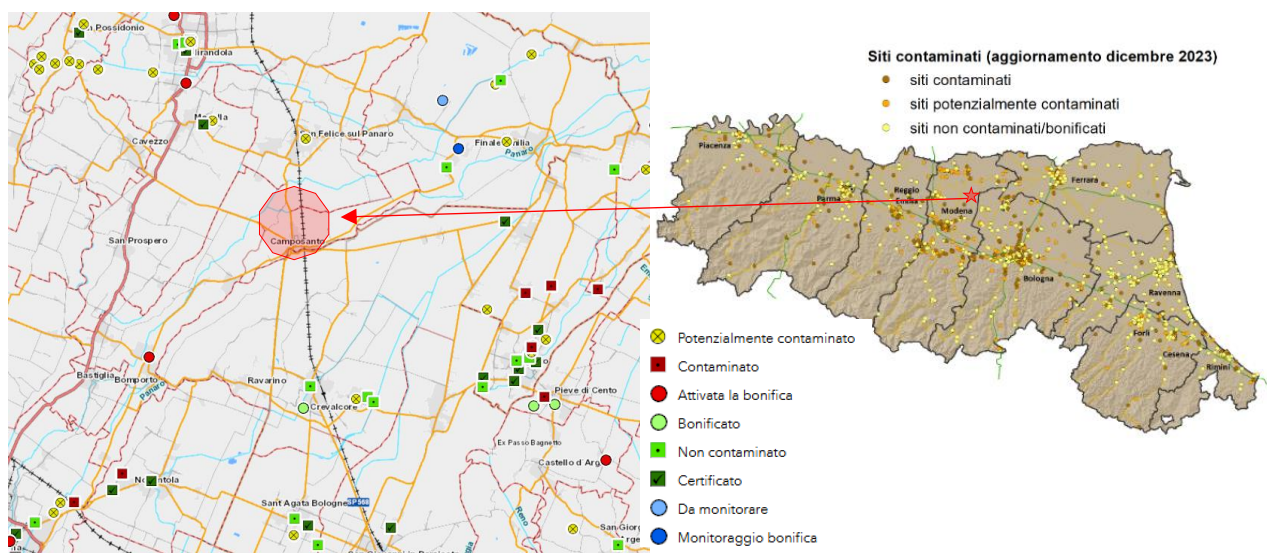 Possidonio
Mirandola
Cavezzo
San Felice sul Panaro
Finale Emilia
Panaro
San Prospero
Camposanto
Bastiglia
Bomporto
Panaro
Ravarino
Crevalcore
Pieve di Cento
Ex Passo Bagnetto
Castello d'Arg
Nonantola
Sant Agata Bolognese
SP568
Reno
San Giorg
Siti contaminati (aggiornamento dicembre 2023)
siti contaminati
siti potenzialmente contaminati
siti non contaminati/bonificati
Piacenza
Parma
Reggio
Emilia
Modena
Ferrara
Bologna
Ravenna
Forlì
Cesena
Rimini
Potenzialmente contaminato
Contaminato
Attivata la bonifica
Bonificato
Non contaminato
Certificato
Da monitorare
Monitoraggio bonifica